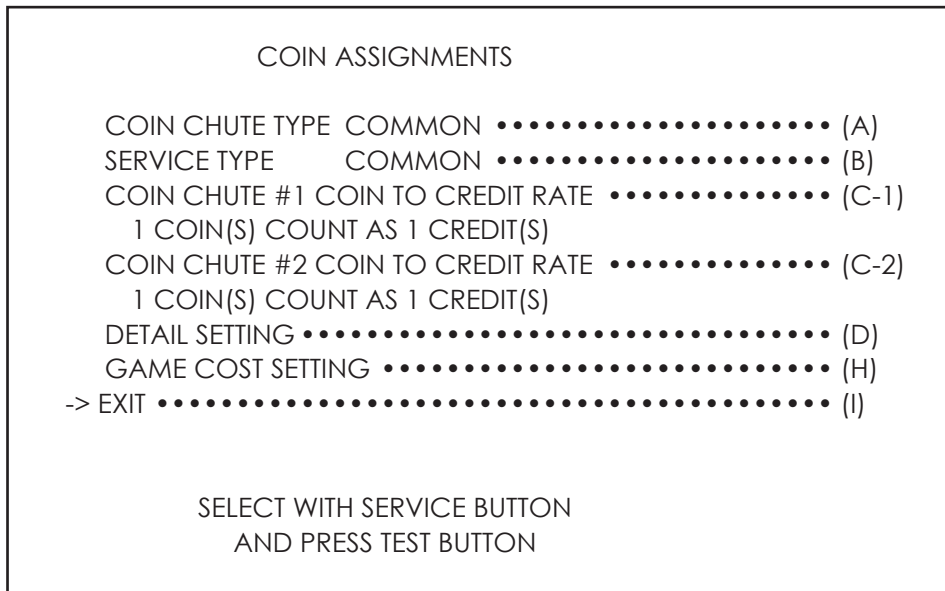 COIN ASSIGNMENTS
COIN CHUTE TYPE COMMON ••••••••••••••••••••• (A)
SERVICE TYPE COMMON ••••••••••••••••••••• (B)
COIN CHUTE #1 COIN TO CREDIT RATE •••••••••••••• (C-1)
1 COIN(S) COUNT AS 1 CREDIT(S)
COIN CHUTE #2 COIN TO CREDIT RATE •••••••••••••• (C-2)
1 COIN(S) COUNT AS 1 CREDIT(S)
DETAIL SETTING ••••••••••••••••••••••••••••••••• (D)
GAME COST SETTING •••••••••••••••••••••••••••• (H)
-> EXIT •••••••••••••••••••••••••••••••••••••••••• (I)
SELECT WITH SERVICE BUTTON
AND PRESS TEST BUTTON